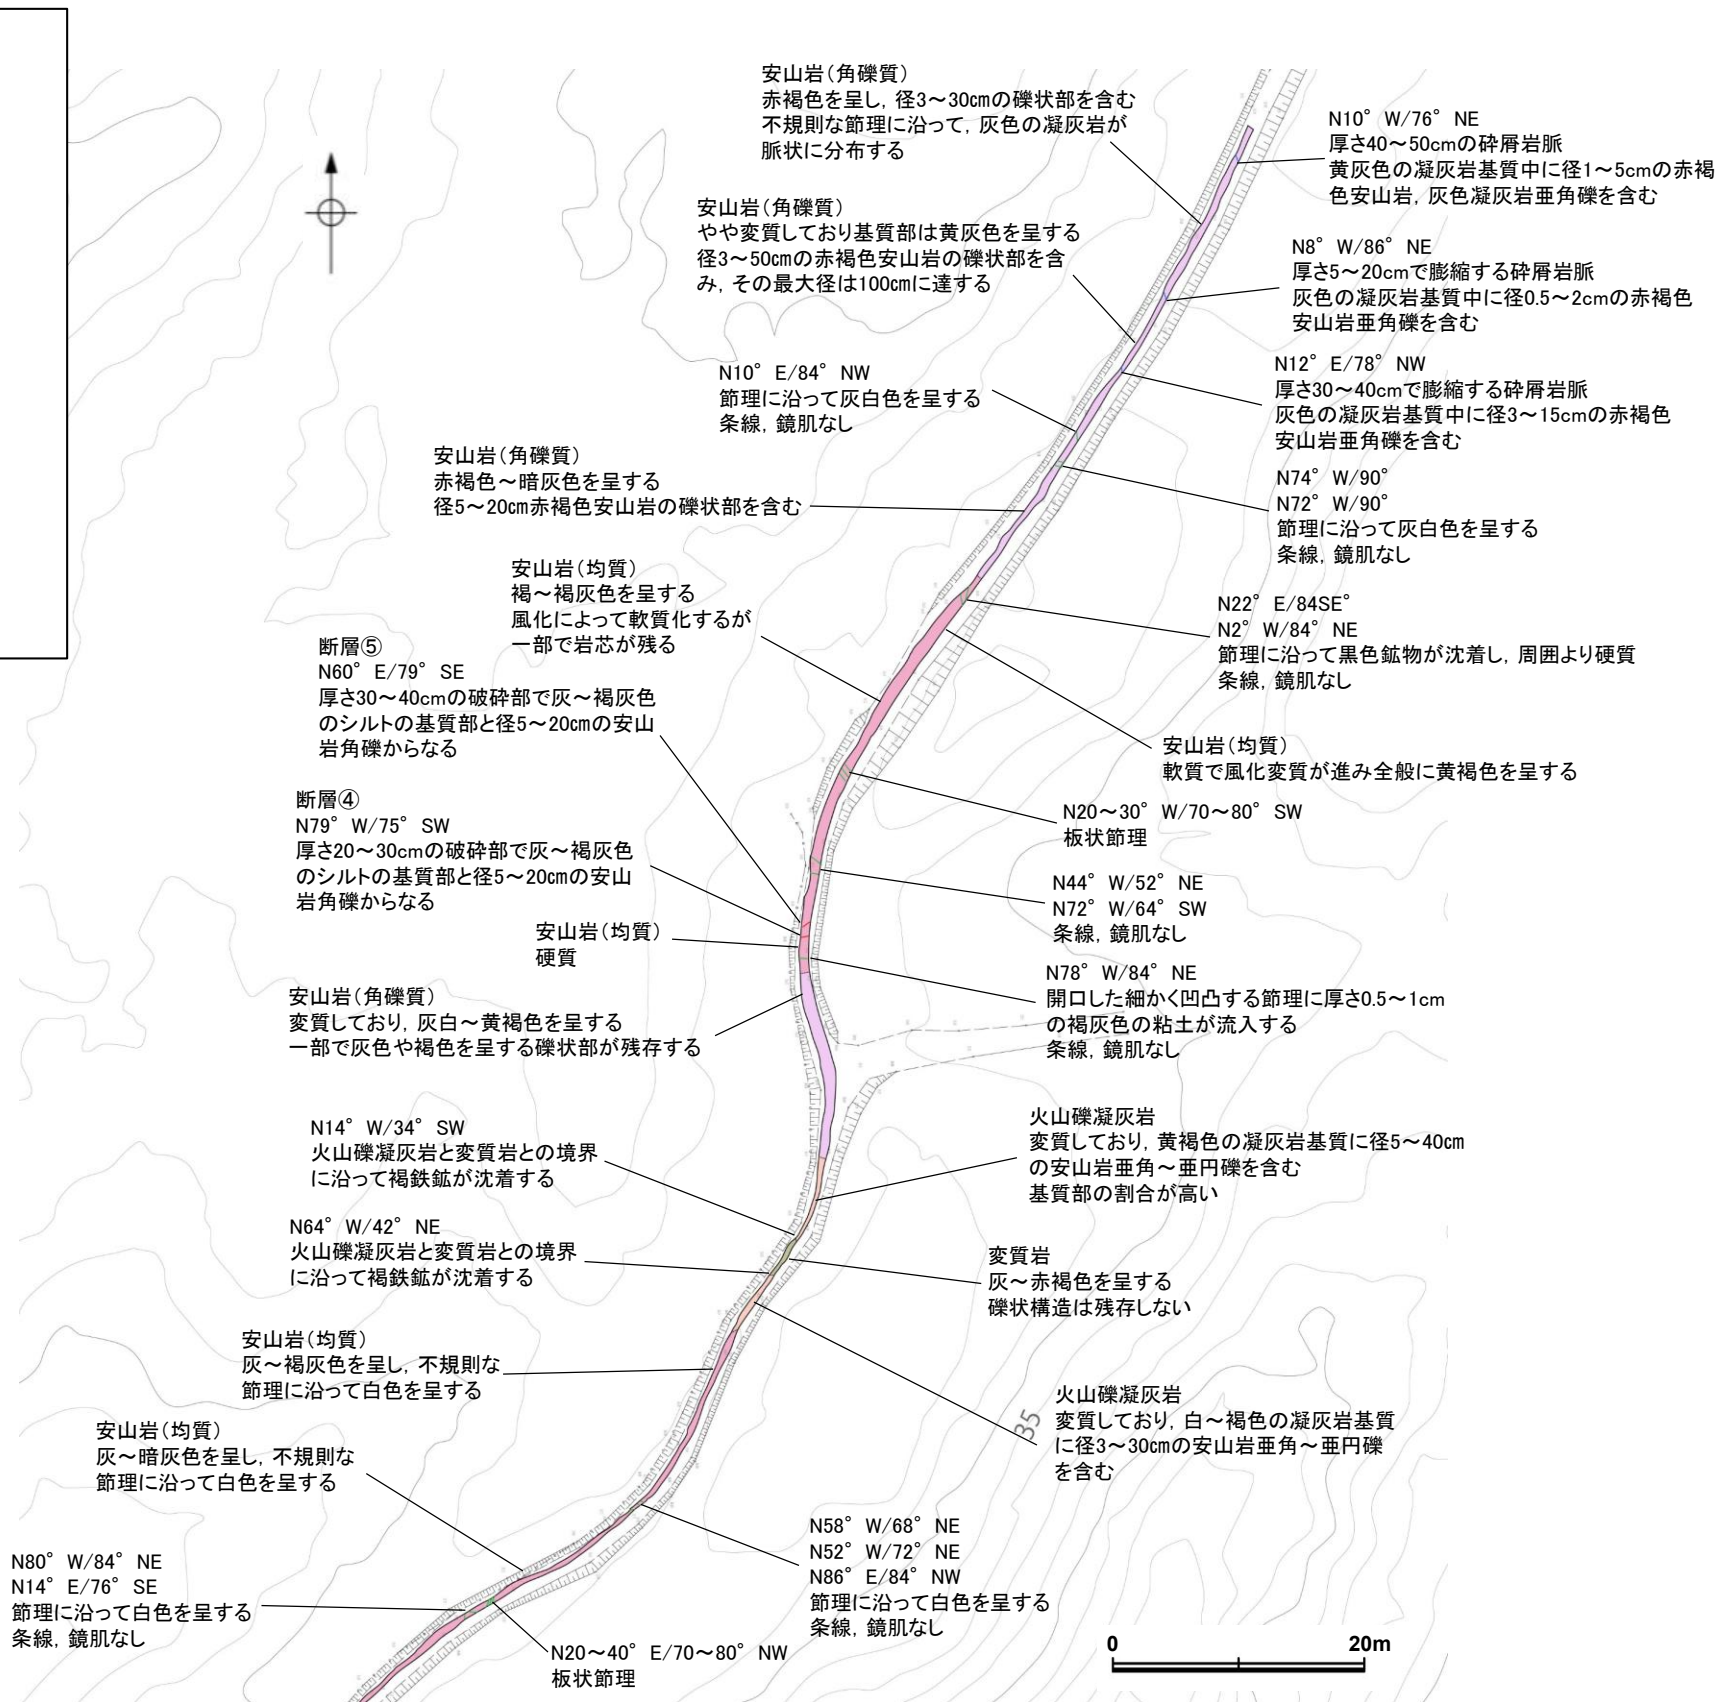 安山岩(角礫質)
赤褐色を呈し, 径3～30㎝の礫状部を含む
不規則な節理に沿って, 灰色の凝灰岩が
脈状に分布する
N10°W/76°NE
厚さ40～50cmの砕屑岩脈
黄灰色の凝灰岩基質中に径1～5cmの赤褐
色安山岩, 灰色凝灰岩亜角礫を含む
安山岩(角礫質)
やや変質しており基質部は黄灰色を呈する
径3～50㎝の赤褐色安山岩の礫状部を含
み, その最大径は100㎝に達する
N8°W/86°NE
厚さ5～20cmで膨縮する砕屑岩脈
灰色の凝灰岩基質中に径0.5～2cmの赤褐色
安山岩亜角礫を含む
N10°E/84°NW
節理に沿って灰白色を呈する
条線, 鏡肌なし
N12°E/78°NW
厚さ30～40cmで膨縮する砕屑岩脈
灰色の凝灰岩基質中に径3～15cmの赤褐色
安山岩亜角礫を含む
安山岩(角礫質)
赤褐色～暗灰色を呈する
径5～20㎝赤褐色安山岩の礫状部を含む
N74°W/90°
N72°W/90°
節理に沿って灰白色を呈する
条線, 鏡肌なし
安山岩(均質)
褐～褐灰色を呈する
風化によって軟質化するが
一部で岩芯が残る
N22°E/84SE°
N2°W/84°NE
節理に沿って黒色鉱物が沈着し, 周囲より硬質
条線, 鏡肌なし
断層⑤
N60°E/79°SE
厚さ30～40cmの破砕部で灰～褐灰色
のシルトの基質部と径5～20㎝の安山
岩角礫からなる
安山岩(均質)
軟質で風化変質が進み全般に黄褐色を呈する
断層④
N79°W/75°SW
厚さ20～30cmの破砕部で灰～褐灰色
のシルトの基質部と径5～20㎝の安山
岩角礫からなる
N20～30°W/70～80°SW
板状節理
N44°W/52°NE
N72°W/64°SW
条線, 鏡肌なし
安山岩(均質)
硬質
N78°W/84°NE
開口した細かく凹凸する節理に厚さ0.5～1cm
の褐灰色の粘土が流入する
条線, 鏡肌なし
安山岩(角礫質)
変質しており, 灰白～黄褐色を呈する
一部で灰色や褐色を呈する礫状部が残存する
N14°W/34°SW
火山礫凝灰岩と変質岩との境界
に沿って褐鉄鉱が沈着する
火山礫凝灰岩
変質しており, 黄褐色の凝灰岩基質に径5～40㎝
の安山岩亜角～亜円礫を含む
基質部の割合が高い
N64°W/42°NE
火山礫凝灰岩と変質岩との境界
に沿って褐鉄鉱が沈着する
変質岩
灰～赤褐色を呈する
礫状構造は残存しない
安山岩(均質)
灰～褐灰色を呈し, 不規則な
節理に沿って白色を呈する
火山礫凝灰岩
変質しており, 白～褐色の凝灰岩基質
に径3～30㎝の安山岩亜角～亜円礫
を含む
35
安山岩(均質)
灰～暗灰色を呈し, 不規則な
節理に沿って白色を呈する
N58°W/68°NE
N52°W/72°NE
N86°E/84°NW
節理に沿って白色を呈する
条線, 鏡肌なし
N80°W/84°NE
N14°E/76°SE
節理に沿って白色を呈する
条線, 鏡肌なし
N20～40°E/70～80°NW
板状節理
0 20m